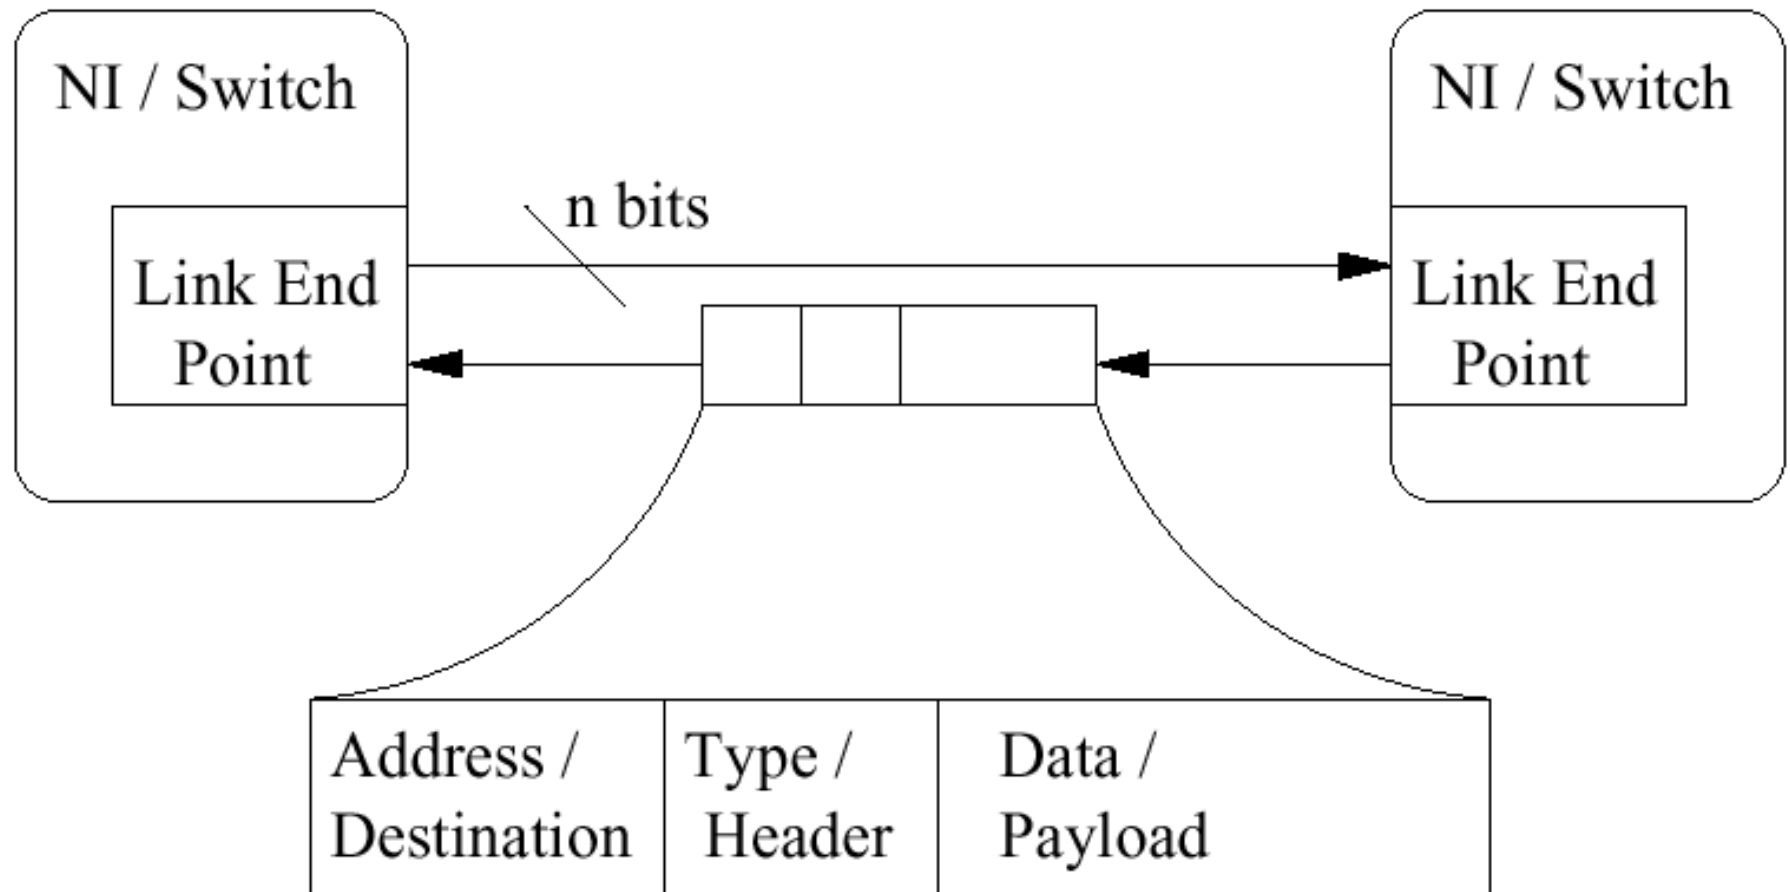 NI / Switch
NI / Switch
n bits
Link End
Point
Link End
Point
Address /
Destination
Type /
Header
Data /
Payload